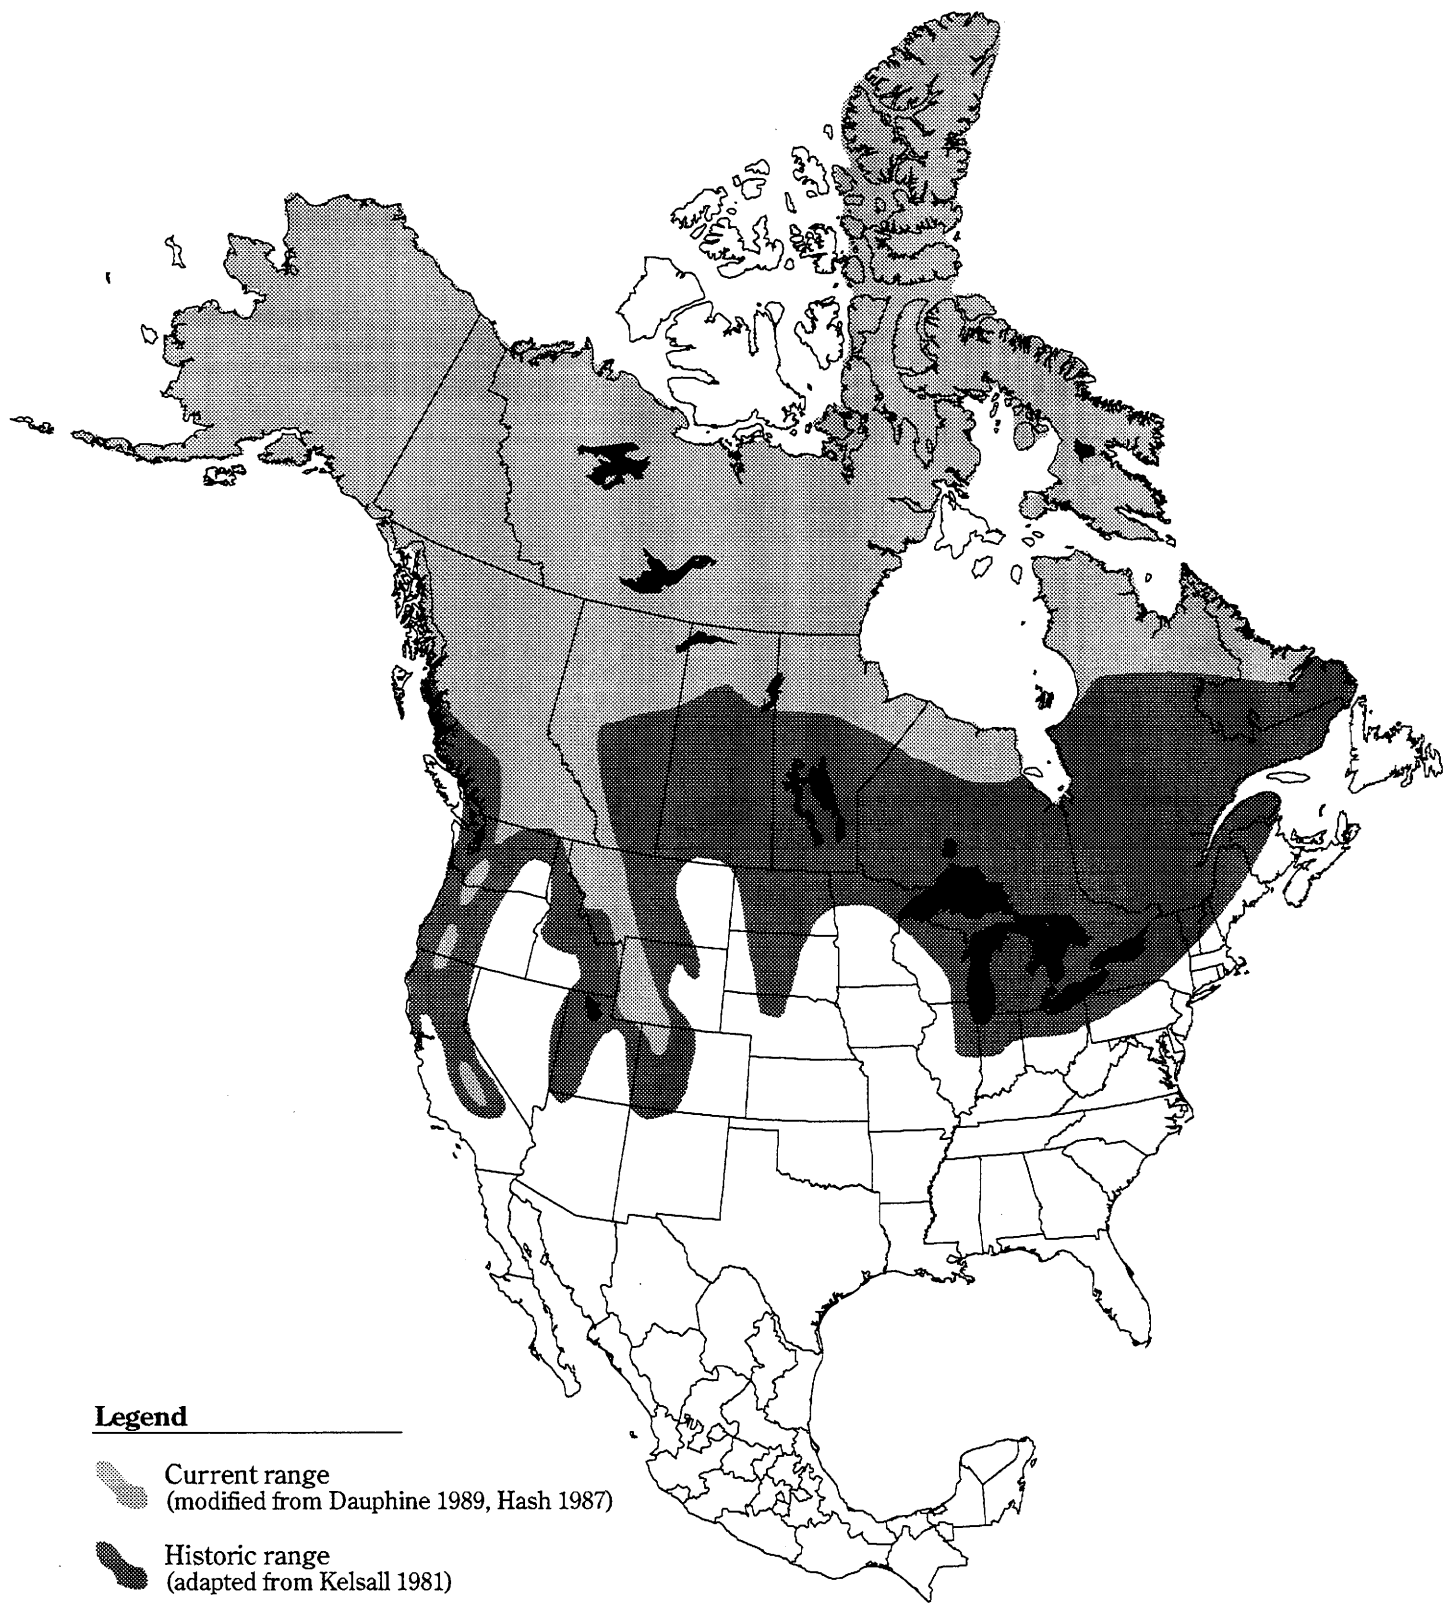 Legend
Current range
(modified from Dauphine 1989, Hash 1987)
Historic range
(adapted from Kelsall 1981)